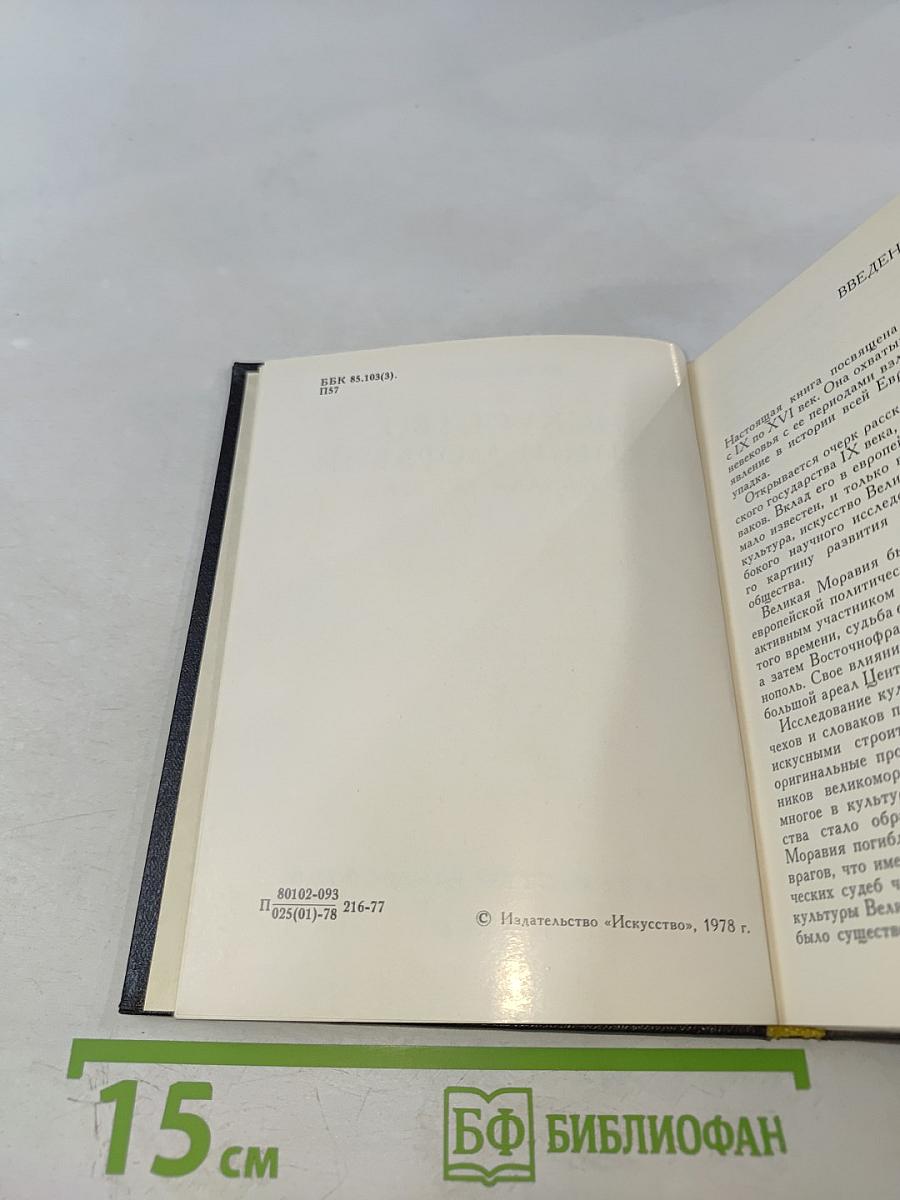 ББК 85.103(3).
П57
80102-093
П 216-77
025(01)-78
© Издательство «Искусство», 1978 г.
Настоящая книга посвящена
с IX по XVI век. Она охваты
невековья с ее периодами взл
явление в истории всей Евр
упадка.
Открывается очерк расск
ского государства IX века,
ваков. Вклад его в европей
мало известен, и только
культура, искусство Вели
бокого научного исслед
го картину развития
общества.
Великая Моравия бы
европейской политичес
активным участником
того времени, судьба
а затем Восточнофра
нополь. Свое влияни
большой ареал Цент
Исследование кул
чехов и словаков п
искусными строит
оригинальные про
ников великомор
многое в культу
ства стало обр
Моравия погибл
врагов, что име
ческих судеб ч
культуры Вели
было существ
15 см
БФ БИБЛИОФАН